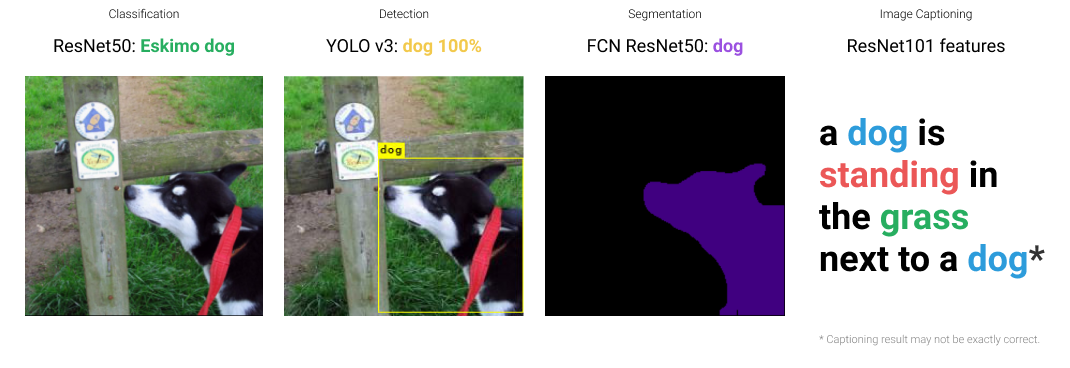 Classification
ResNet50: Eskimo dog
Detection
YOLO v3: dog 100%
dog
Segmentation
FCN ResNet50: dog
Image Captioning
ResNet101 features
a dog is
standing in
the grass
next to a dog*
* Captioning result may not be exactly correct.